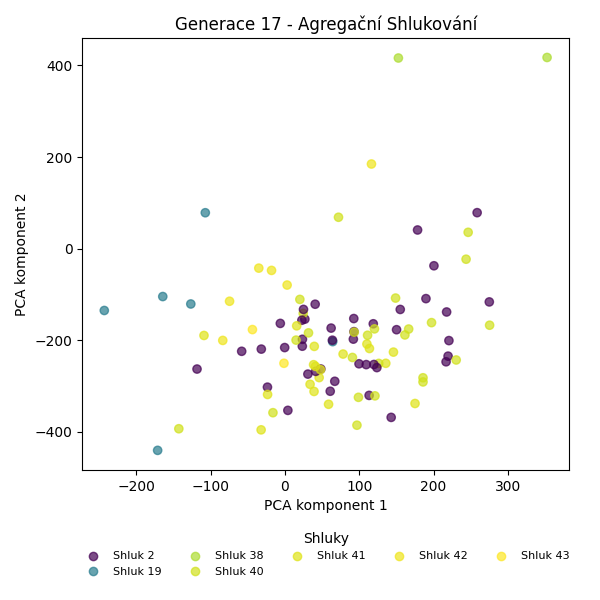 Generace 17 - Agregační Shlukování
400
200
0
−200
−400
PCA komponent 2
−200 −100 0 100 200 300
PCA komponent 1
Shluky
Shluk 2 Shluk 38 Shluk 41 Shluk 42 Shluk 43
Shluk 19 Shluk 40